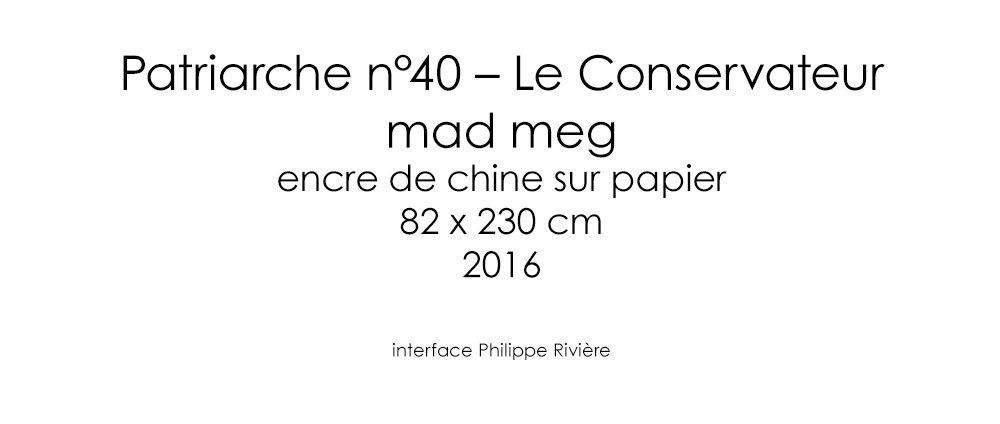 Patriarche n°40 – Le Conservateur
mad meg
encre de chine sur papier
82 x 230 cm
2016
interface Philippe Rivière